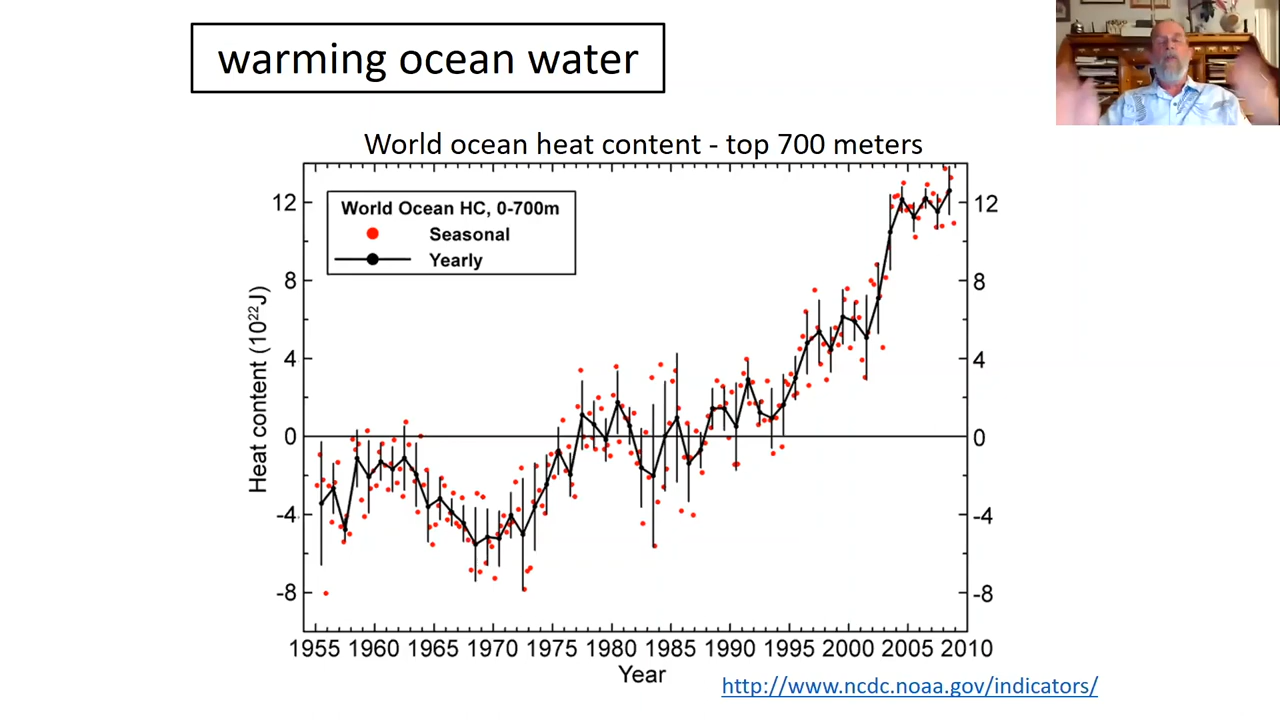 warming ocean water
World ocean heat content - top 700 meters
World Ocean HC, 0-700m
Seasonal
Yearly
12
8
4
0
-4
-8
12
8
4
0
-4
-8
Heat content (10²²J)
1955 1960 1965 1970 1975 1980 1985 1990 1995 2000 2005 2010
Year
http://www.ncdc.noaa.gov/indicators/